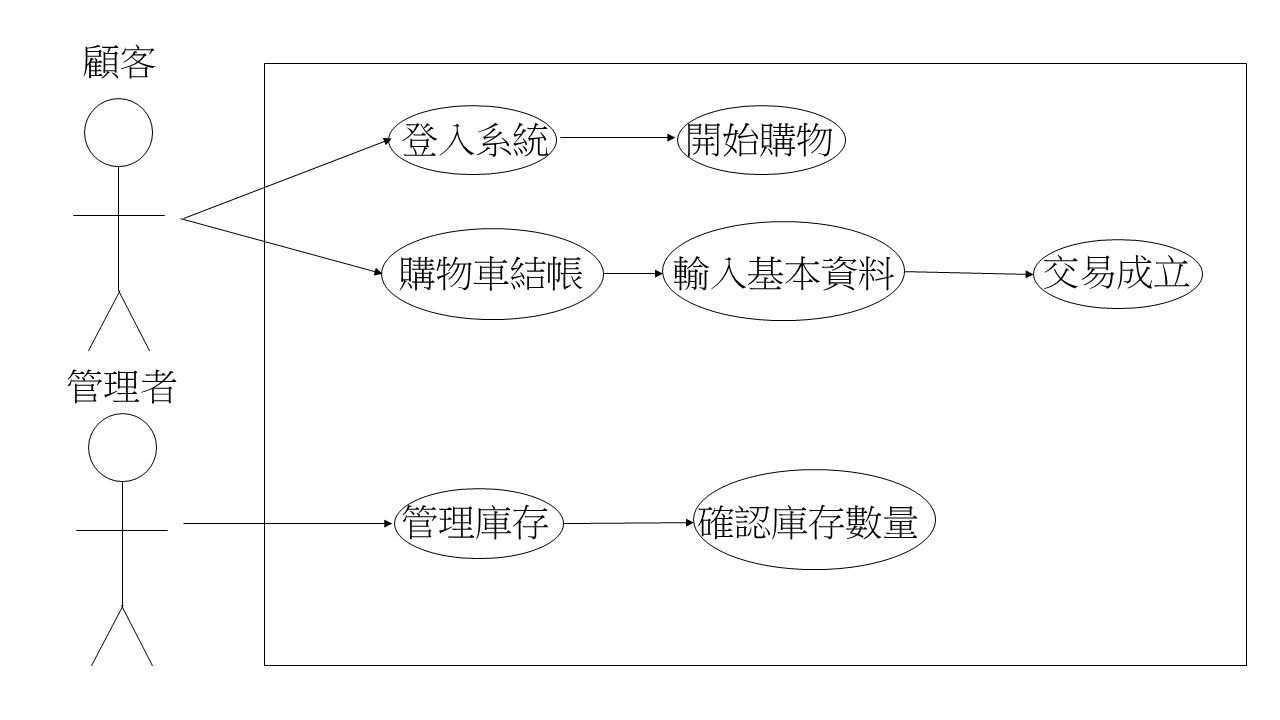 顧客
登入系統
開始購物
購物車結帳
輸入基本資料
交易成立
管理者
管理庫存
確認庫存數量